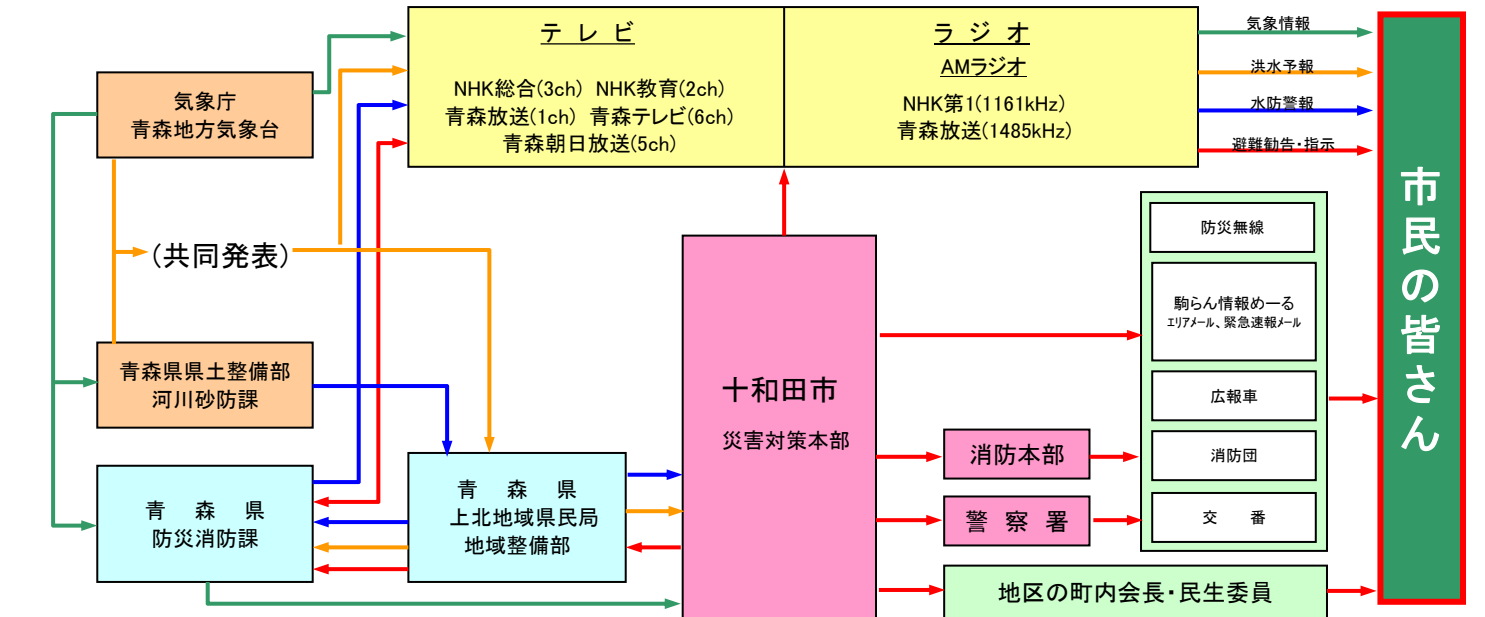 テレビ
NHK総合(3ch) NHK教育(2ch)
青森放送(1ch) 青森テレビ(6ch)
青森朝日放送(5ch)
ラジオ
AMラジオ
NHK第1(1161kHz)
青森放送(1485kHz)
気象情報
洪水予報
水防警報
避難勧告・指示
市民の皆さん
気象庁
青森地方気象台
(共同発表)
青森県県土整備部
河川砂防課
青森県
防災消防課
青森県
上北地域県民局
地域整備部
十和田市
災害対策本部
消防本部
警察署
防災無線
駒らん情報めーる
エリアメール、緊急速報メール
広報車
消防団
交番
地区の町内会長・民生委員